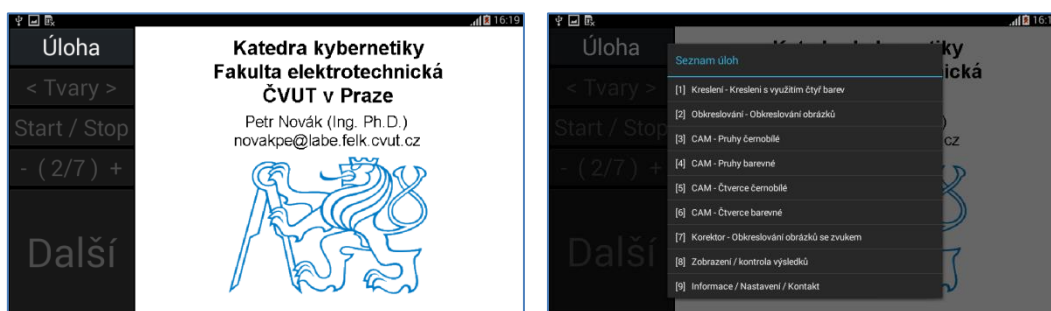 16:19
Úloha
< Tvary >
Start / Stop
- ( 2/7 ) +
Další
Katedra kybernetiky
Fakulta elektrotechnická
ČVUT v Praze
Petr Novák (Ing. Ph.D.)
novakpe@labe.felk.cvut.cz
Úloha
< Tvary >
Start / Stop
- ( 2/7 ) +
Další
Seznam úloh
[1] Kreslení - Kresleni s využitím čtyř barev
[2] Obkreslování - Obkreslování obrázků
[3] CAM - Pruhy černobílé
[4] CAM - Pruhy barevné
[5] CAM - Čtverce černobílé
[6] CAM - Čtverce barevné
[7] Korektor - Obkreslování obrázků se zvukem
[8] Zobrazení / kontrola výsledků
[9] Informace / Nastavení / Kontakt